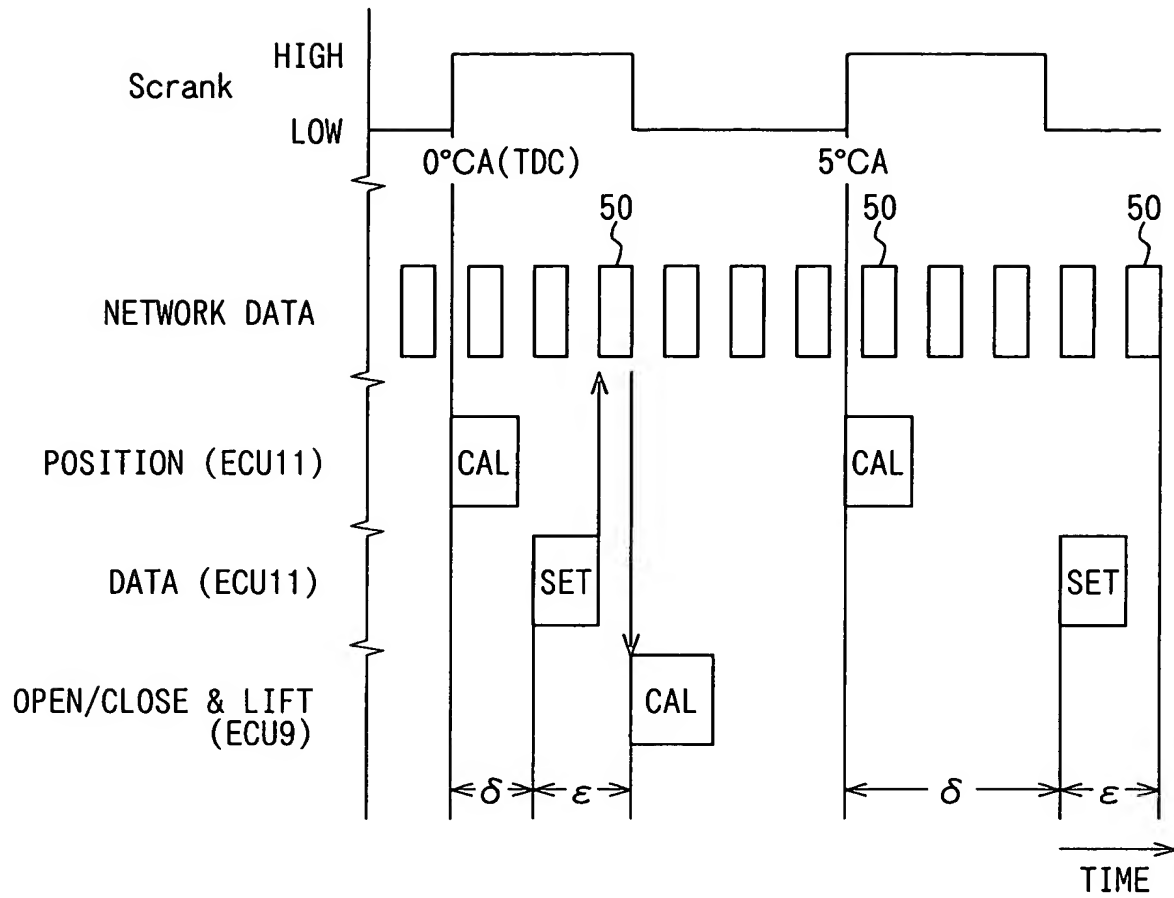 HIGH
Scrank
LOW
0°CA(TDC)
5°CA
50
50
50
NETWORK DATA
POSITION (ECU11)
CAL
CAL
DATA (ECU11)
SET
SET
OPEN/CLOSE & LIFT
(ECU9)
CAL
δ
ε
δ
ε
TIME